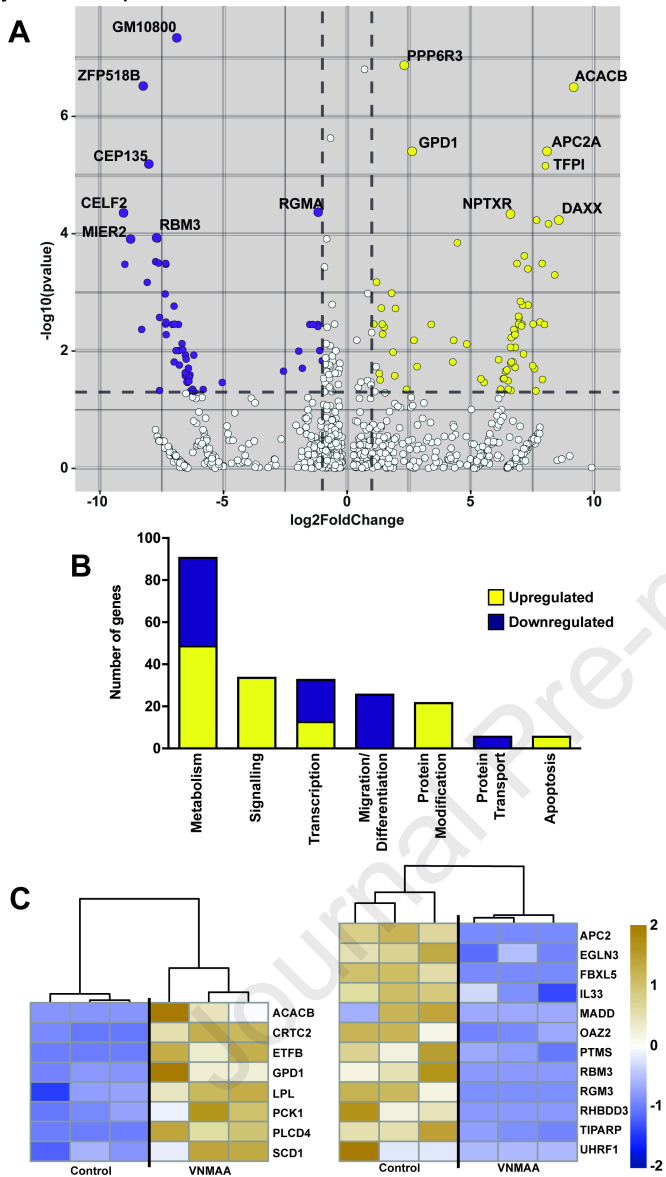 A
GM10800
ZFP518B
CEP135
CELF2
MIER2
RBM3
RGMA
PPP6R3
ACACB
GPD1
APC2A
TFPI
NPTXR
DAXX
6
4
2
0
-log10(pvalue)
-10
-5
0
5
10
log2FoldChange
B
100
80
60
40
20
0
Number of genes
Upregulated
Downregulated
Metabolism
Signalling
Transcription
Migration/
Differentiation
Protein
Modification
Protein
Transport
Apoptosis
C
ACACB
CRTC2
ETFB
GPD1
LPL
PCK1
PLCD4
SCD1
Control
VNMAA
APC2
EGLN3
FBXL5
IL33
MADD
OAZ2
PTMS
RBM3
RGM3
RHBDD3
TIPARP
UHRF1
Control
VNMAA
2
1
0
-1
-2
Journal Pre-p